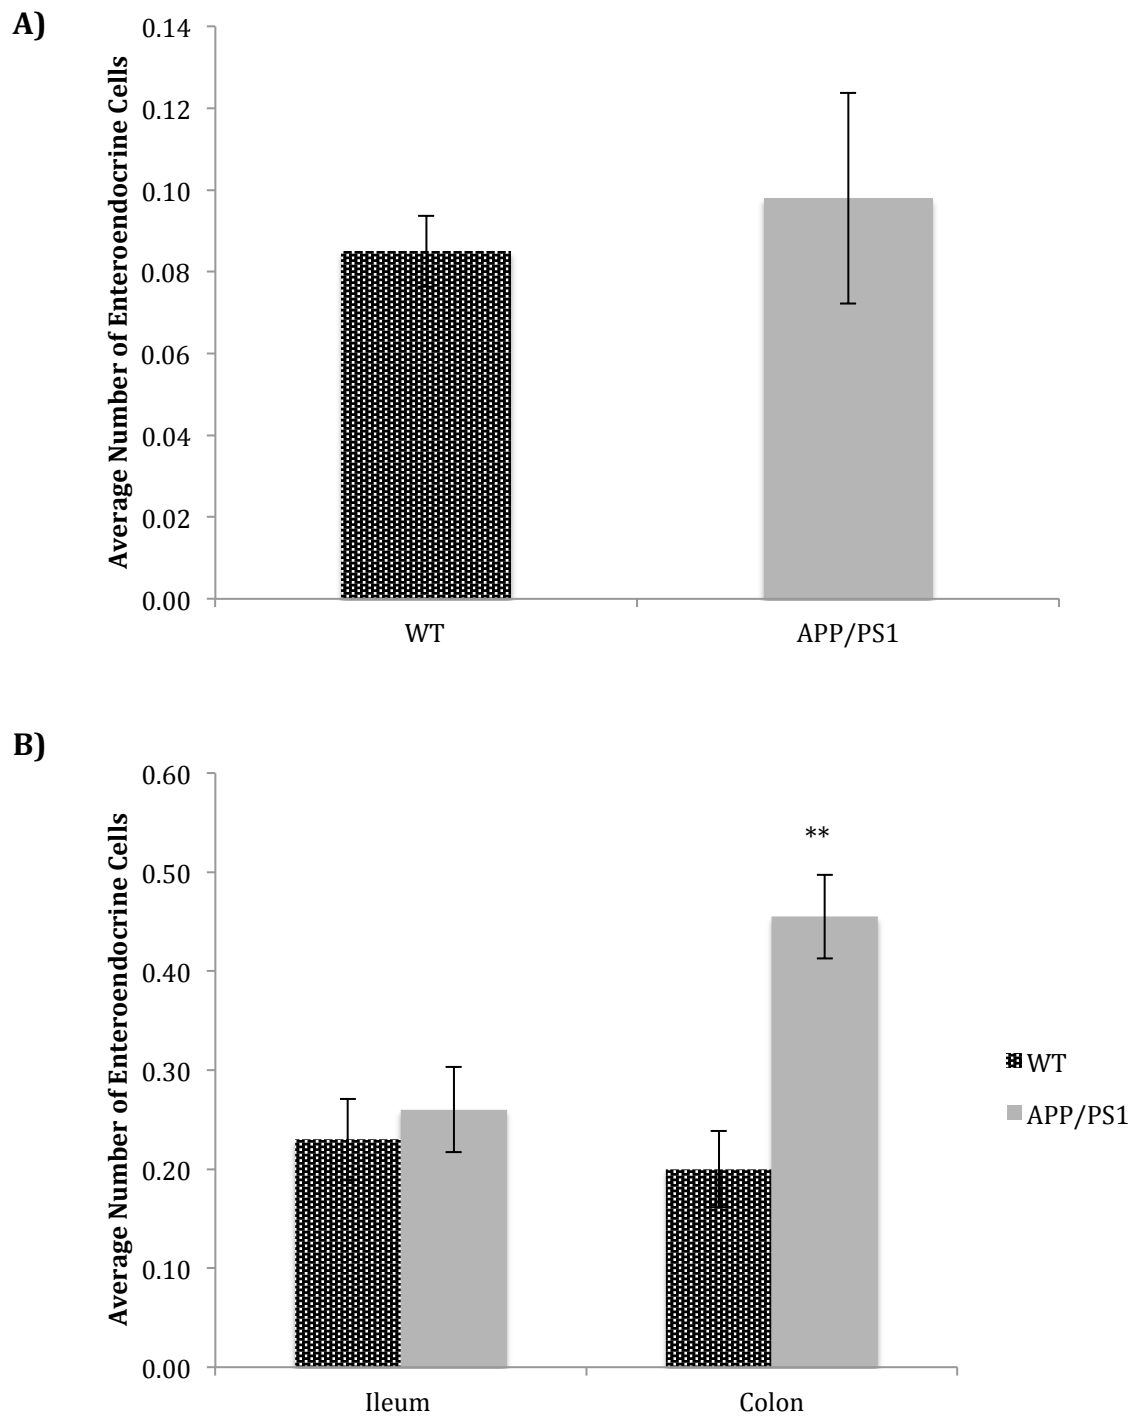 A)
Average Number of Enteroendocrine Cells
0.14
0.12
0.10
0.08
0.06
0.04
0.02
0.00
WT
APP/PS1
B)
Average Number of Enteroendocrine Cells
0.60
0.50
0.40
0.30
0.20
0.10
0.00
**
Ileum
Colon
WT
APP/PS1